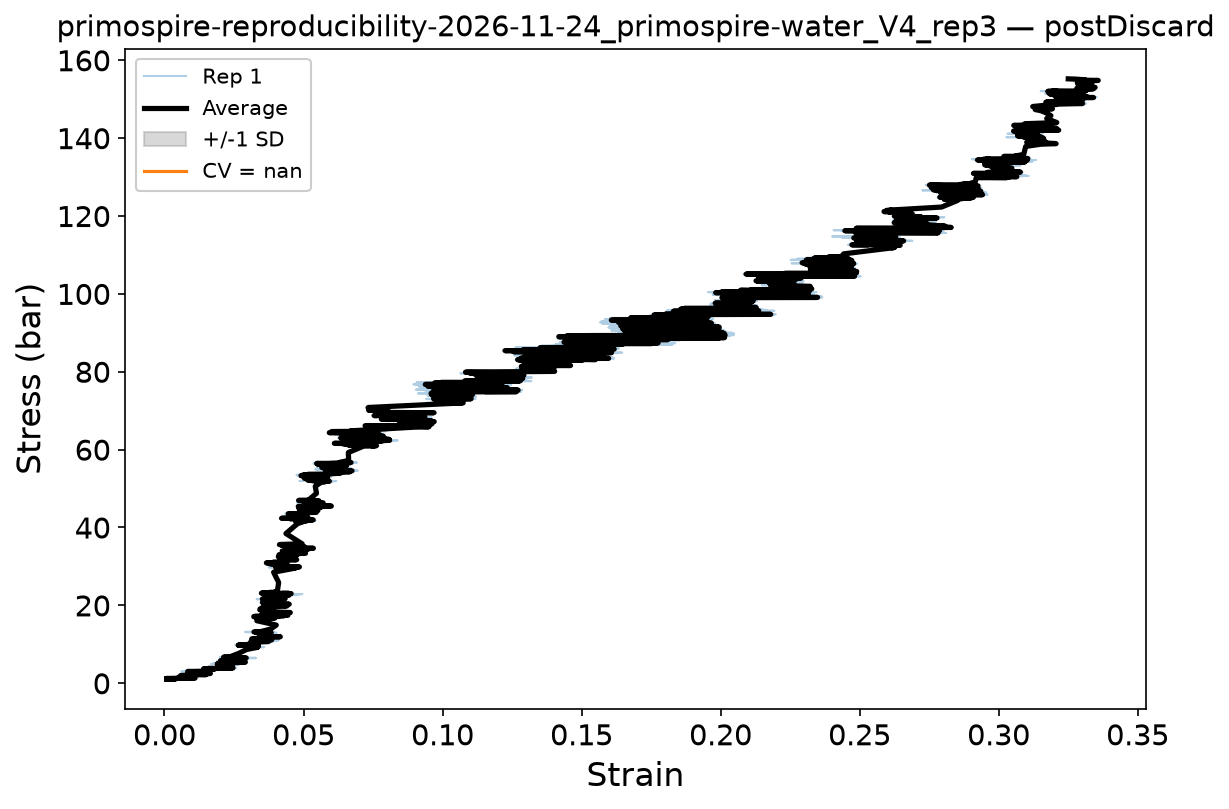 primospire-reproducibility-2026-11-24_primospire-water_V4_rep3 — postDiscard
Rep 1
Average
+/-1 SD
CV = nan
160
140
120
100
80
60
40
20
0
Stress (bar)
0.00 0.05 0.10 0.15 0.20 0.25 0.30 0.35
Strain